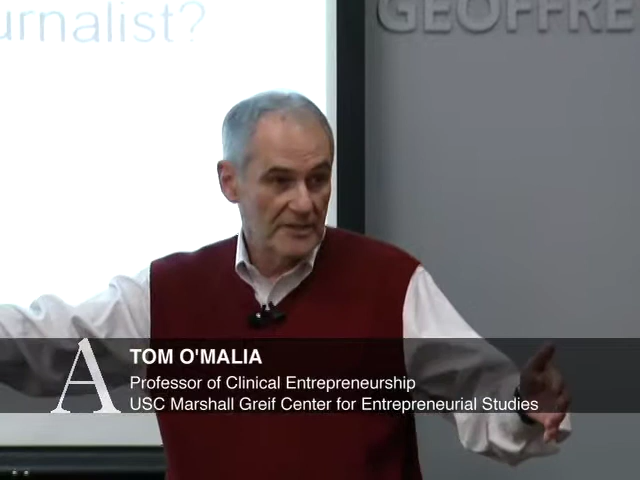 urnalist?
GEOFFRE
A
TOM O'MALIA
Professor of Clinical Entrepreneurship
USC Marshall Greif Center for Entrepreneurial Studies